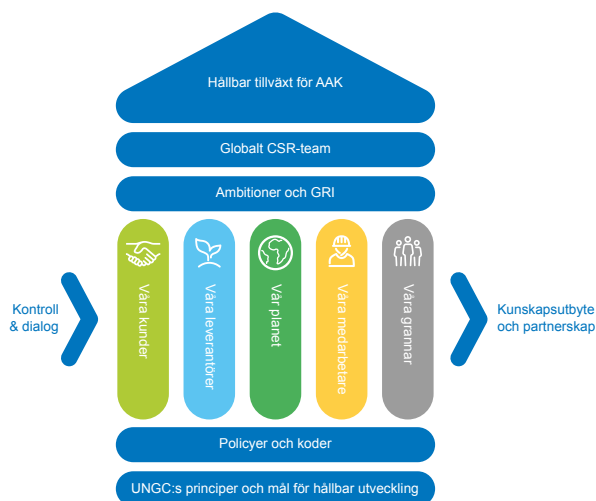 Hållbar tillväxt för AAK
Globalt CSR-team
Ambitioner och GRI
Kontroll
& dialog
Våra kunder
Våra leverantörer
Vår planet
Våra medarbetare
Våra grannar
Kunskapsutbyte
och partnerskap
Policyer och koder
UNGC:s principer och mål för hållbar utveckling